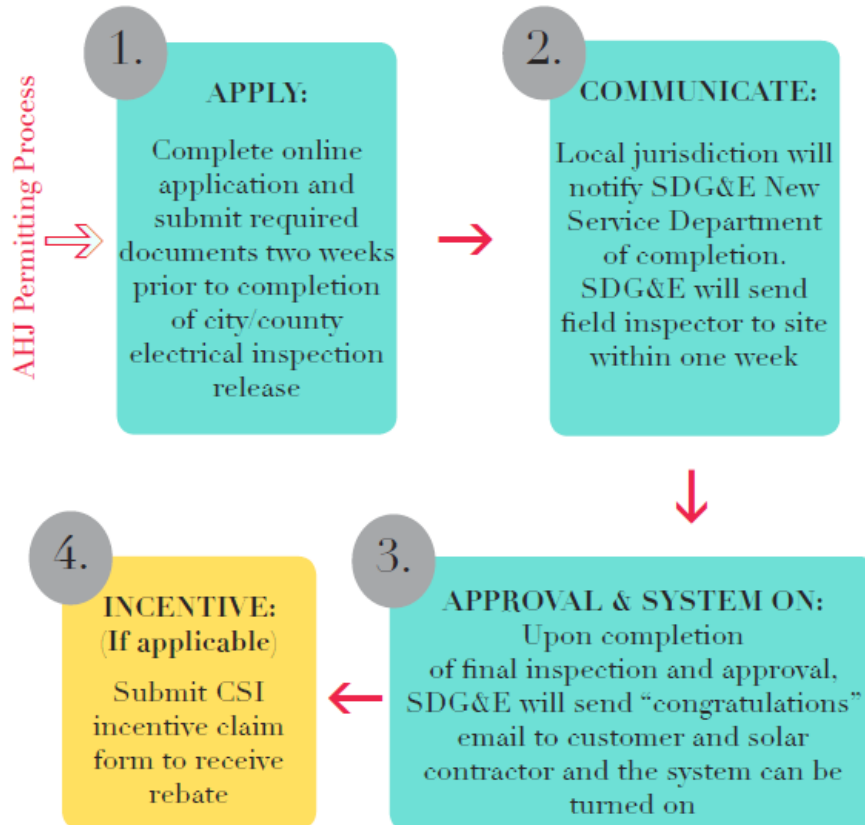 AHJ Permitting Process
1.
APPLY:
Complete online
application and
submit required
documents two weeks
prior to completion
of city/county
electrical inspection
release
2.
COMMUNICATE:
Local jurisdiction will
notify SDG&E New
Service Department
of completion.
SDG&E will send
field inspector to site
within one week
3.
APPROVAL & SYSTEM ON:
Upon completion
of final inspection and approval,
SDG&E will send “congratulations”
email to customer and solar
contractor and the system can be
turned on
4.
INCENTIVE:
(If applicable)
Submit CSI
incentive claim
form to receive
rebate